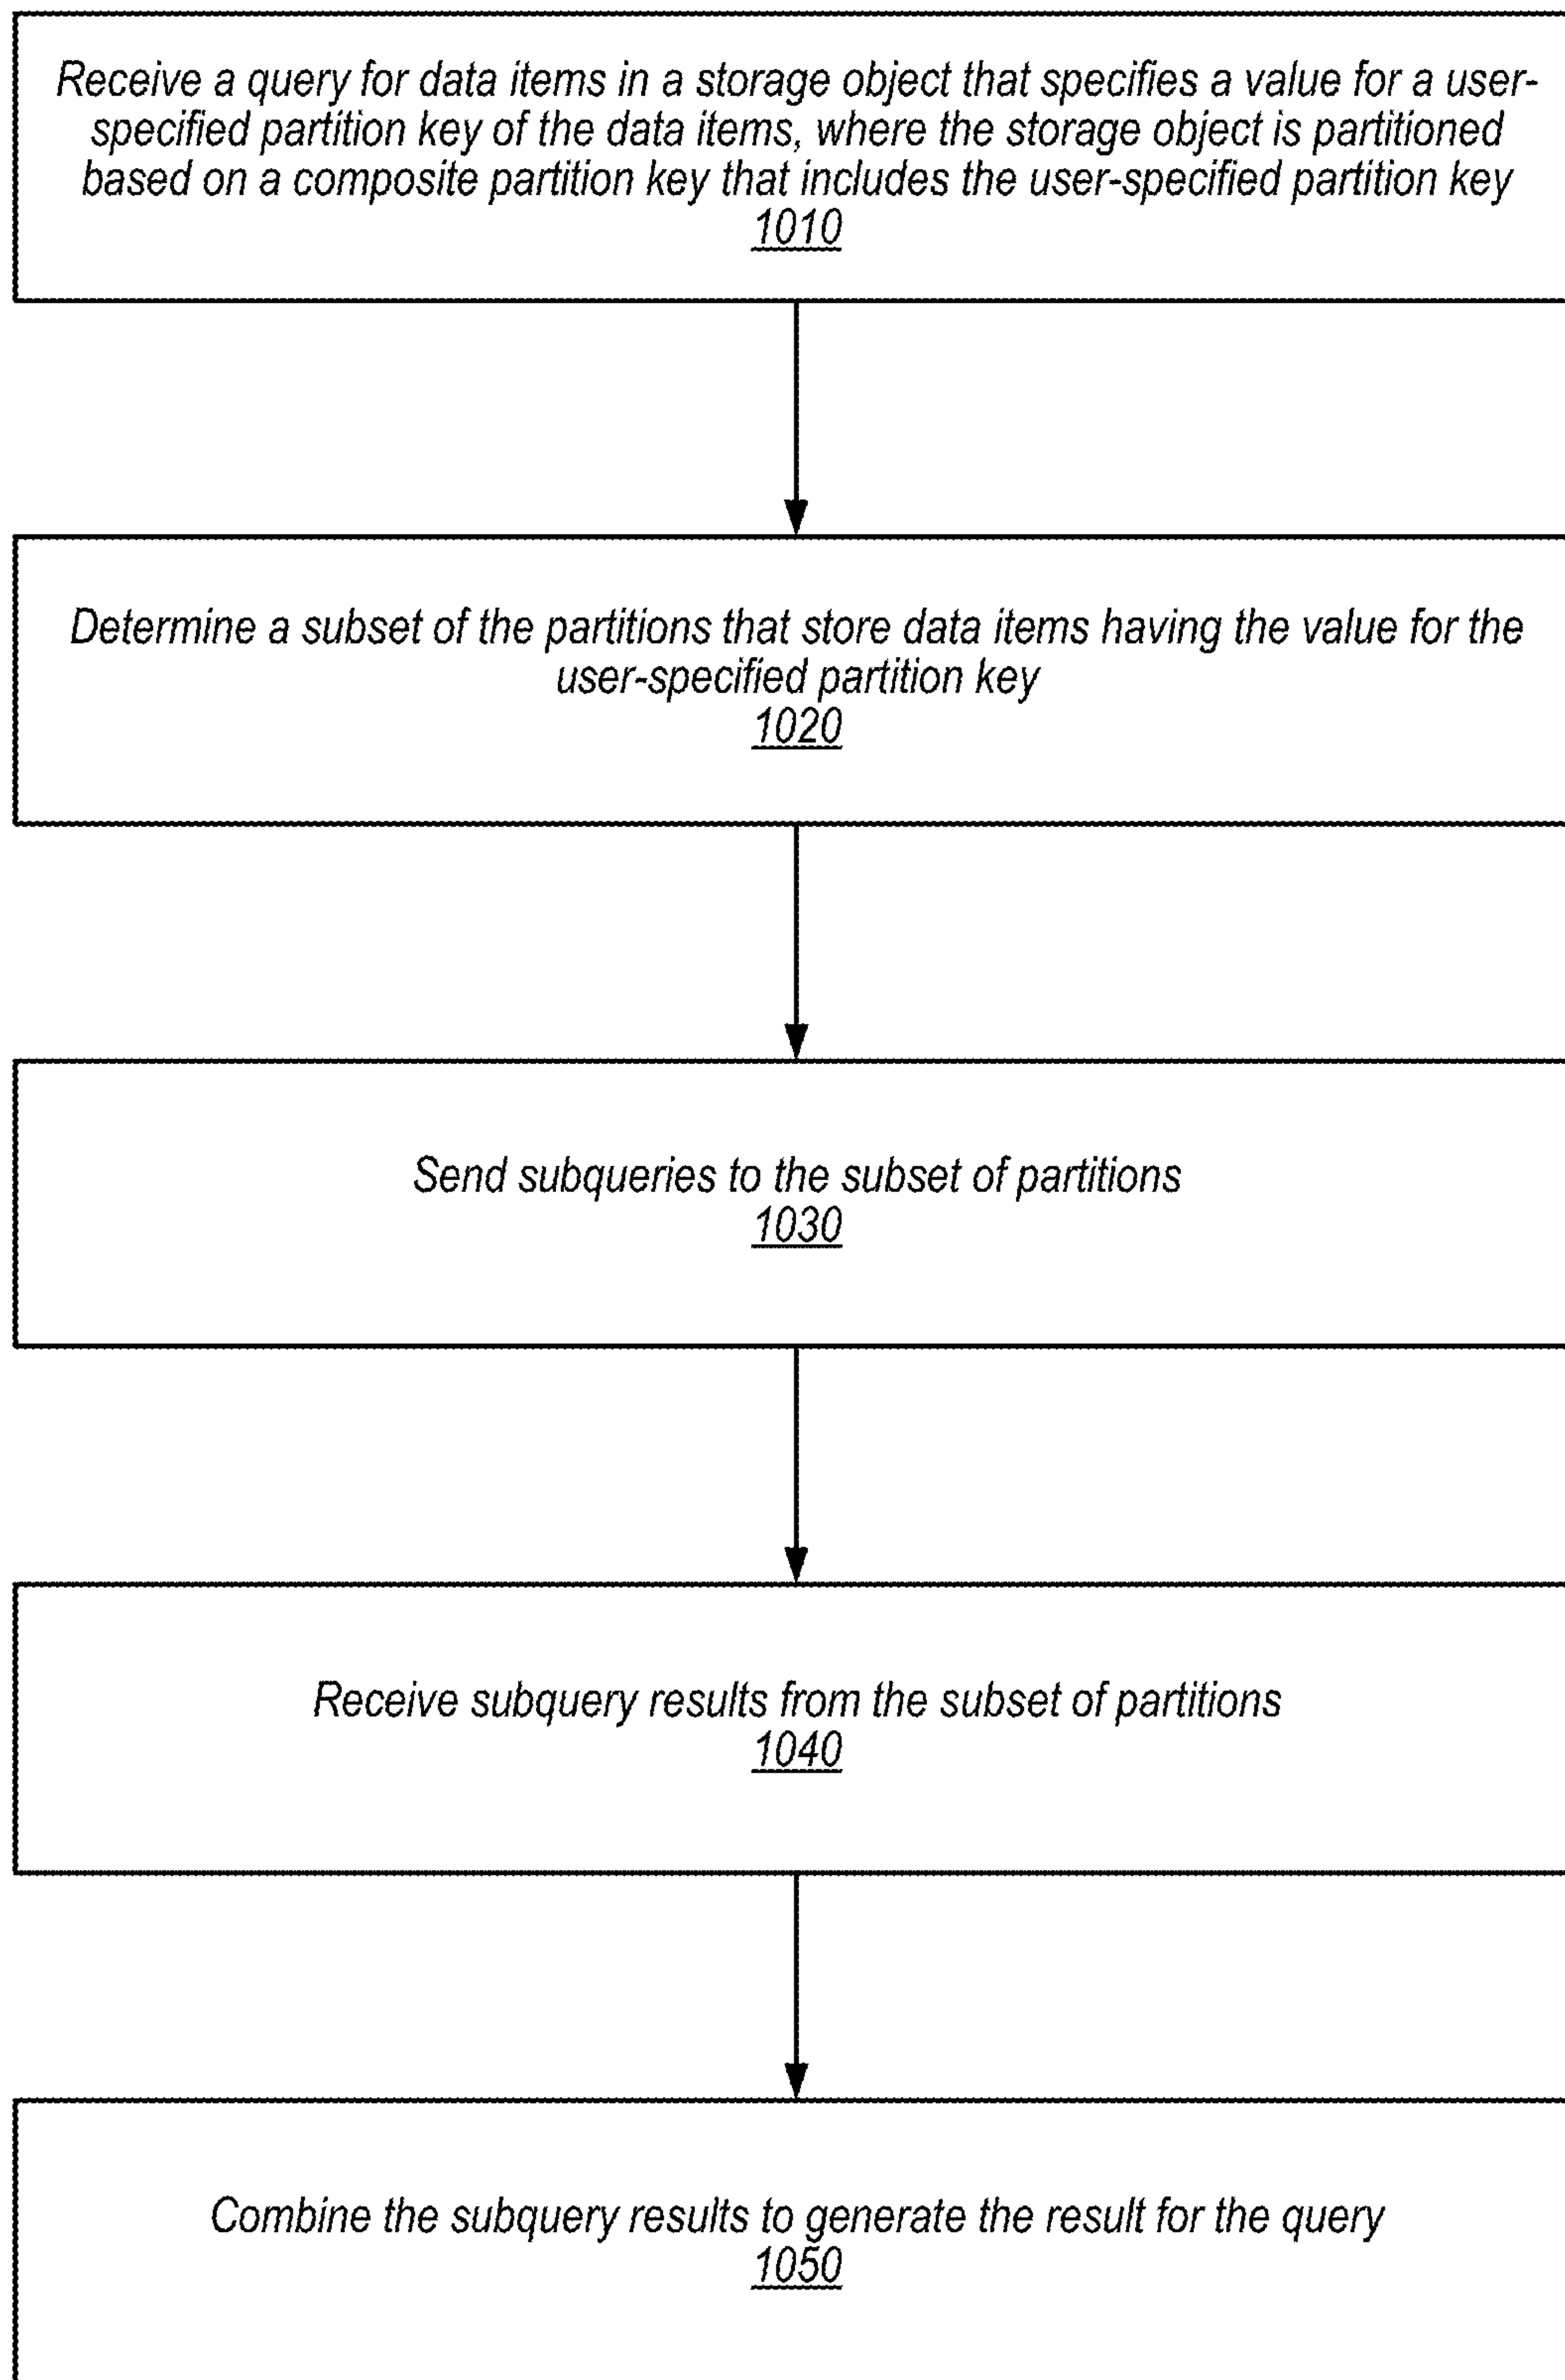 Receive a query for data items in a storage object that specifies a value for a user-
specified partition key of the data items, where the storage object is partitioned
based on a composite partition key that includes the user-specified partition key
1010
Determine a subset of the partitions that store data items having the value for the
user-specified partition key
1020
Send subqueries to the subset of partitions
1030
Receive subquery results from the subset of partitions
1040
Combine the subquery results to generate the result for the query
1050